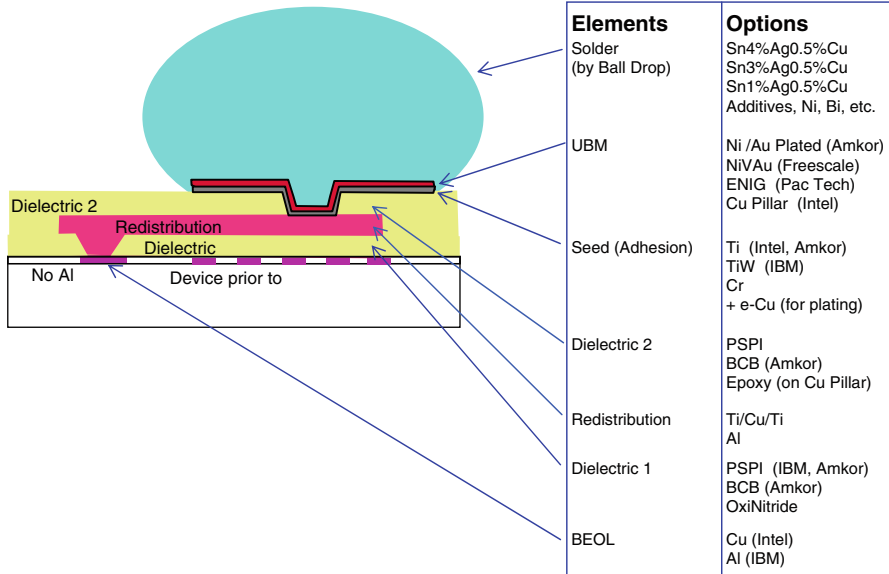 Dielectric 2
Redistribution
Dielectric
No Al
Device prior to
Elements Options
Solder Sn4%Ag0.5%Cu
(by Ball Drop) Sn3%Ag0.5%Cu
Sn1%Ag0.5%Cu
Additives, Ni, Bi, etc.
UBM Ni /Au Plated (Amkor)
NiVAu (Freescale)
ENIG (Pac Tech)
Cu Pillar (Intel)
Seed (Adhesion) Ti (Intel, Amkor)
TiW (IBM)
Cr
+ e-Cu (for plating)
Dielectric 2 PSPI
BCB (Amkor)
Epoxy (on Cu Pillar)
Redistribution Ti/Cu/Ti
Al
Dielectric 1 PSPI (IBM, Amkor)
BCB (Amkor)
OxiNitride
BEOL Cu (Intel)
Al (IBM)